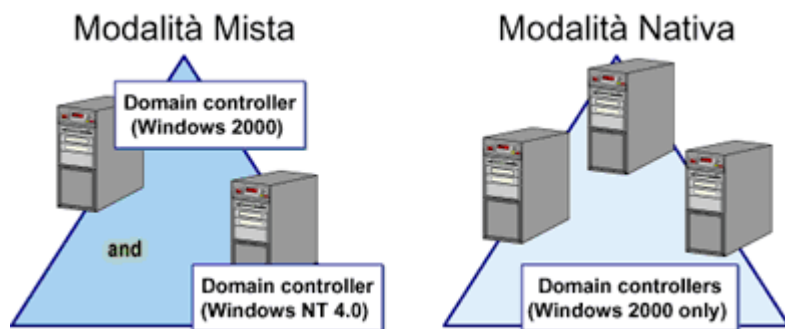 Modalità Mista
Domain controller
(Windows 2000)
and
Domain controller
(Windows NT 4.0)
Modalità Nativa
Domain controllers
(Windows 2000 only)